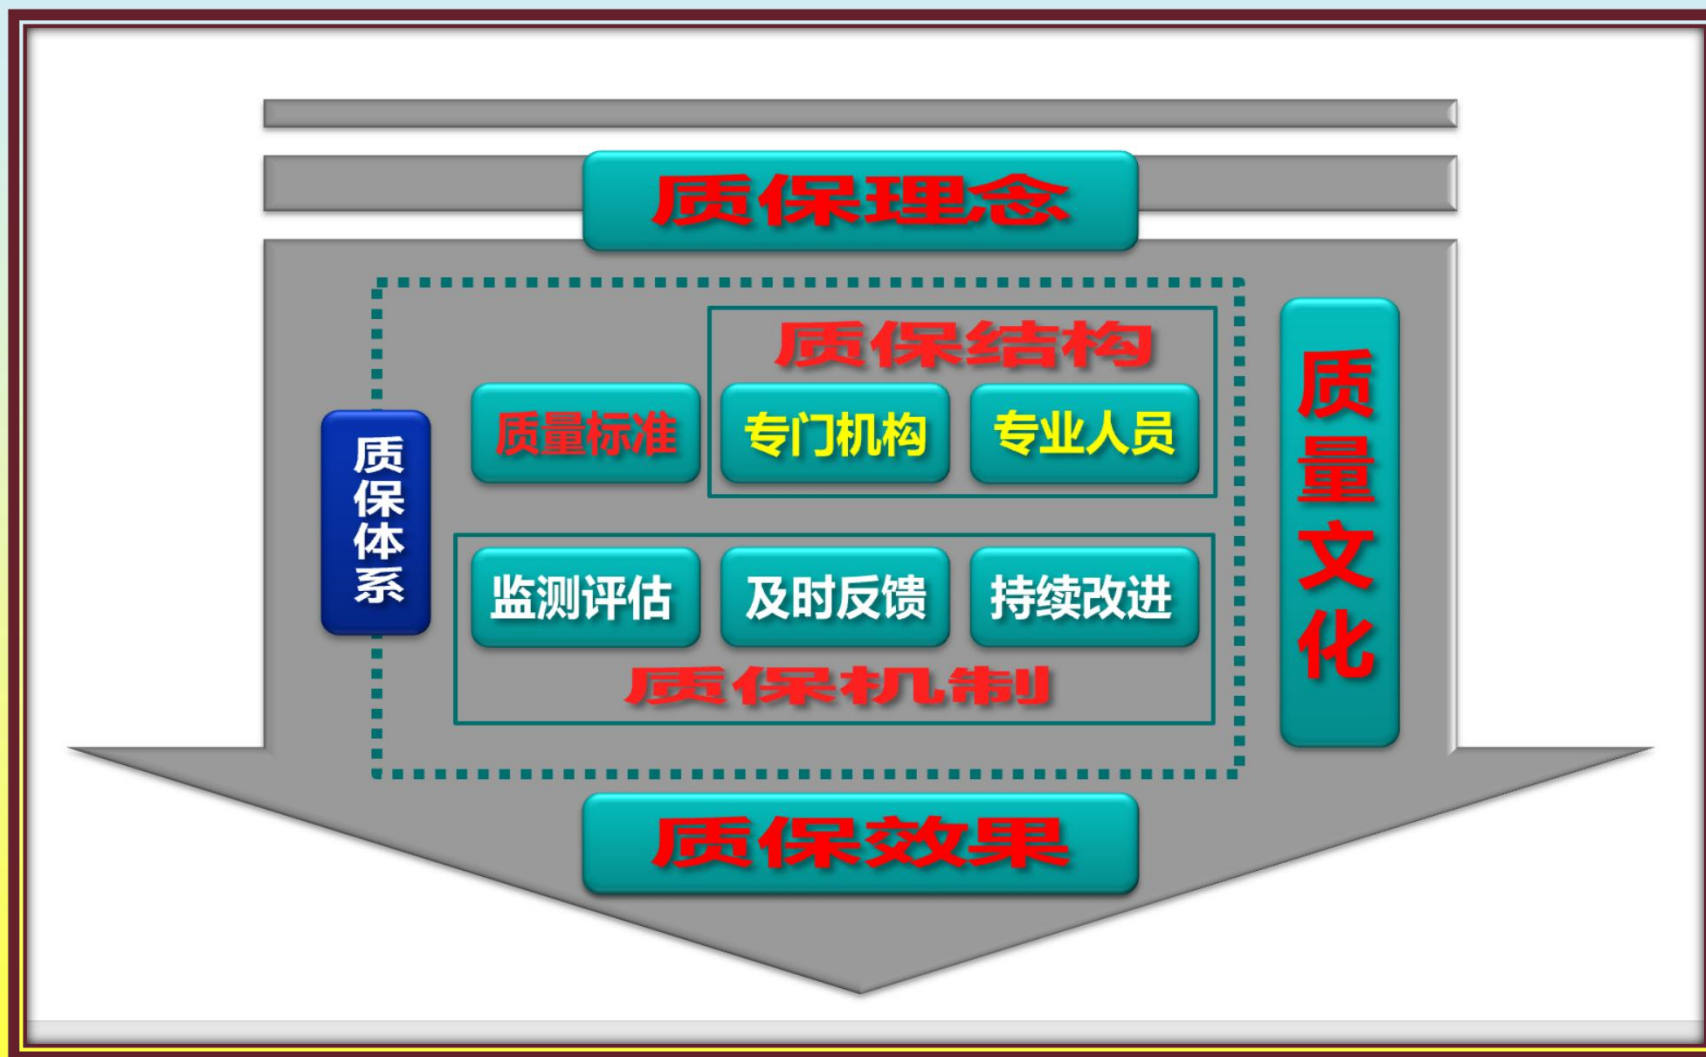 质保理念
质保结构
质量标准
专门机构
专业人员
质保体系
监测评估
及时反馈
持续改进
质保机制
质量文化
质保效果